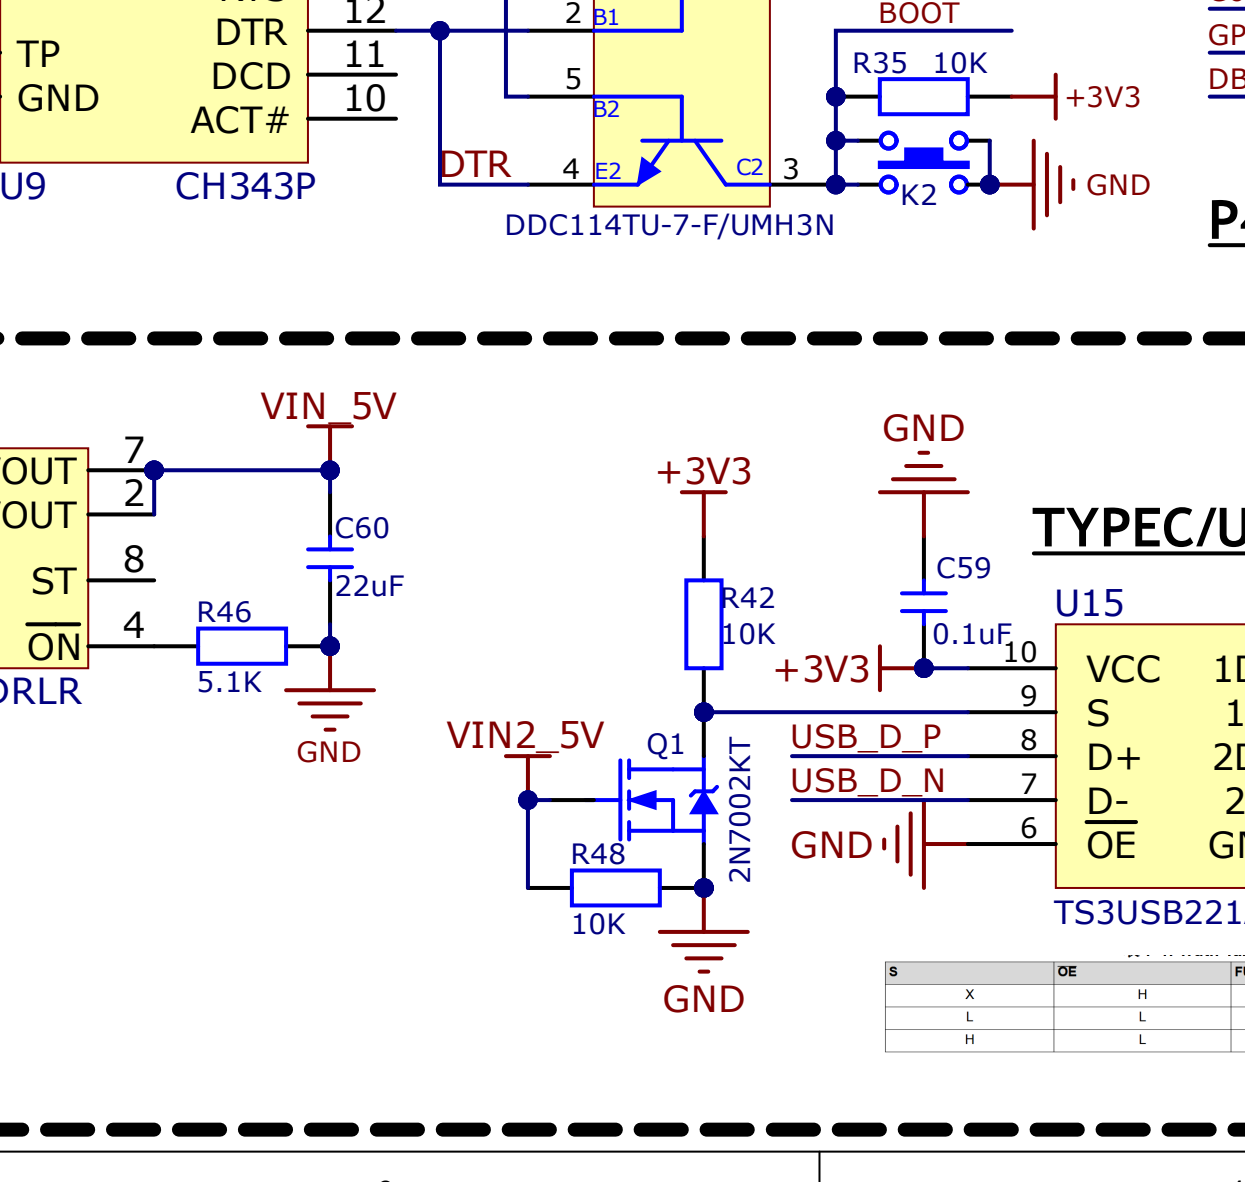 12
2
B1
BOOT
DTR
11
TP
DCD
5
R35 10K
GND
10
B2
+3V3
ACT#
DTR
4
E2
C2
3
GND
K2
U9
CH343P
DDC114TU-7-F/UMH3N
VIN_5V
GND
7
+3V3
2
C60
TYPEC/U
8
C59
ST
22uF
R42
U15
R46
4
10K
0.1uF
10
ON
+3V3
VCC
5.1K
DRLR
9
S
VIN2_5V
Q1
USB_D_P
8
D+
GND
2N7002KT
USB_D_N
7
D-
6
R48
GND
OE
10K
TS3USB221
S
OE
X
H
L
L
H
L
GND